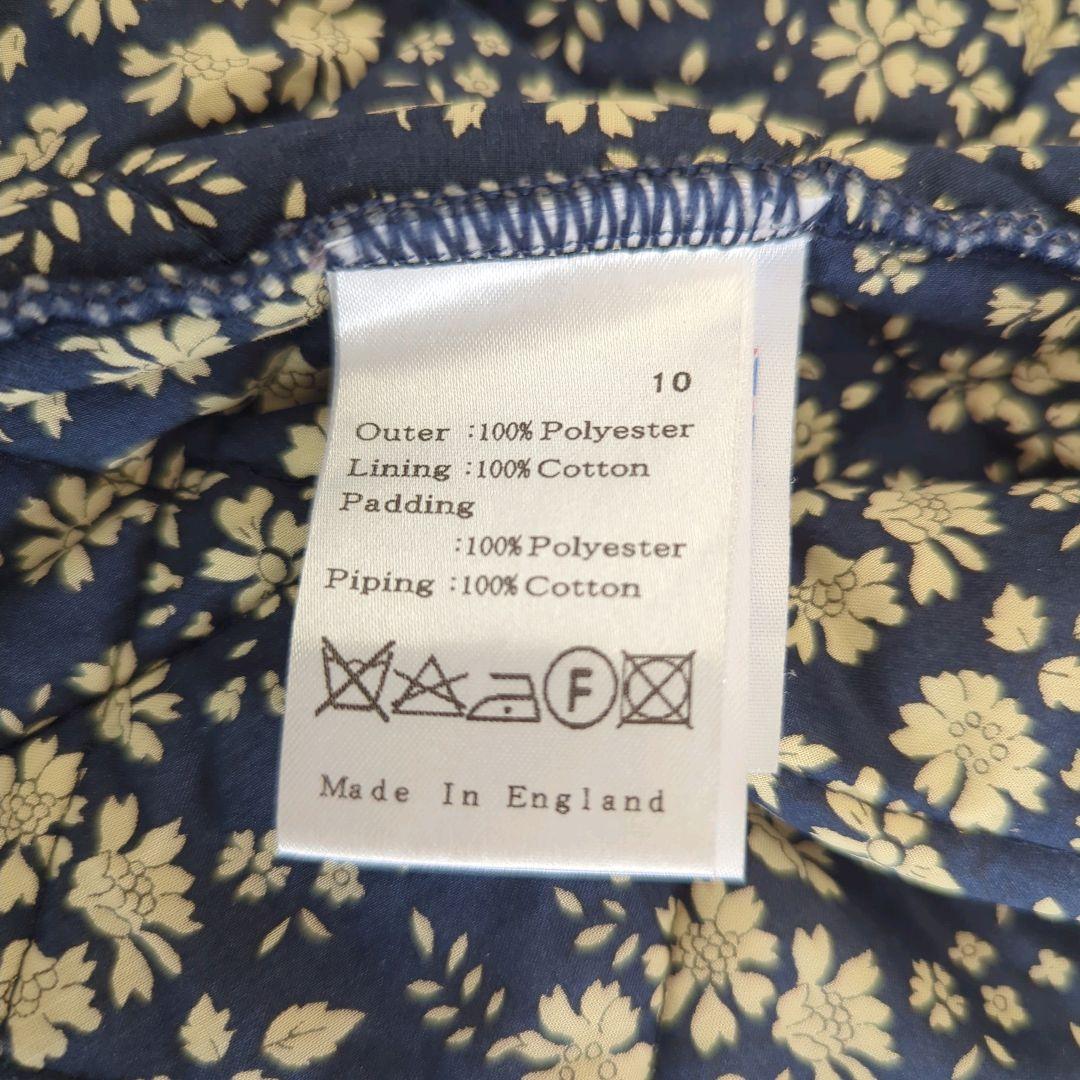 10
Outer :100% Polyester
Lining :100% Cotton
Padding
:100% Polyester
Piping :100% Cotton
F
Made In England